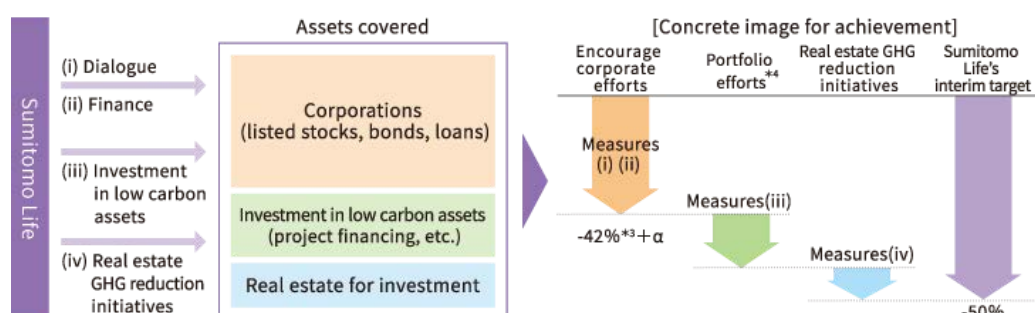 Sumitomo Life
(i) Dialogue
(ii) Finance
(iii) Investment
in low carbon
assets
(iv) Real estate
GHG reduction
initiatives
Assets covered
Corporations
(listed stocks, bonds, loans)
Investment in low carbon assets
(project financing, etc.)
Real estate for investment
[Concrete image for achievement]
Encourage
corporate
efforts
Portfolio
efforts*4
Real estate GHG
reduction
initiatives
Sumitomo
Life's
interim target
Measures
(i) (ii)
-42%*3+α
Measures(iii)
Measures(iv)
-50%